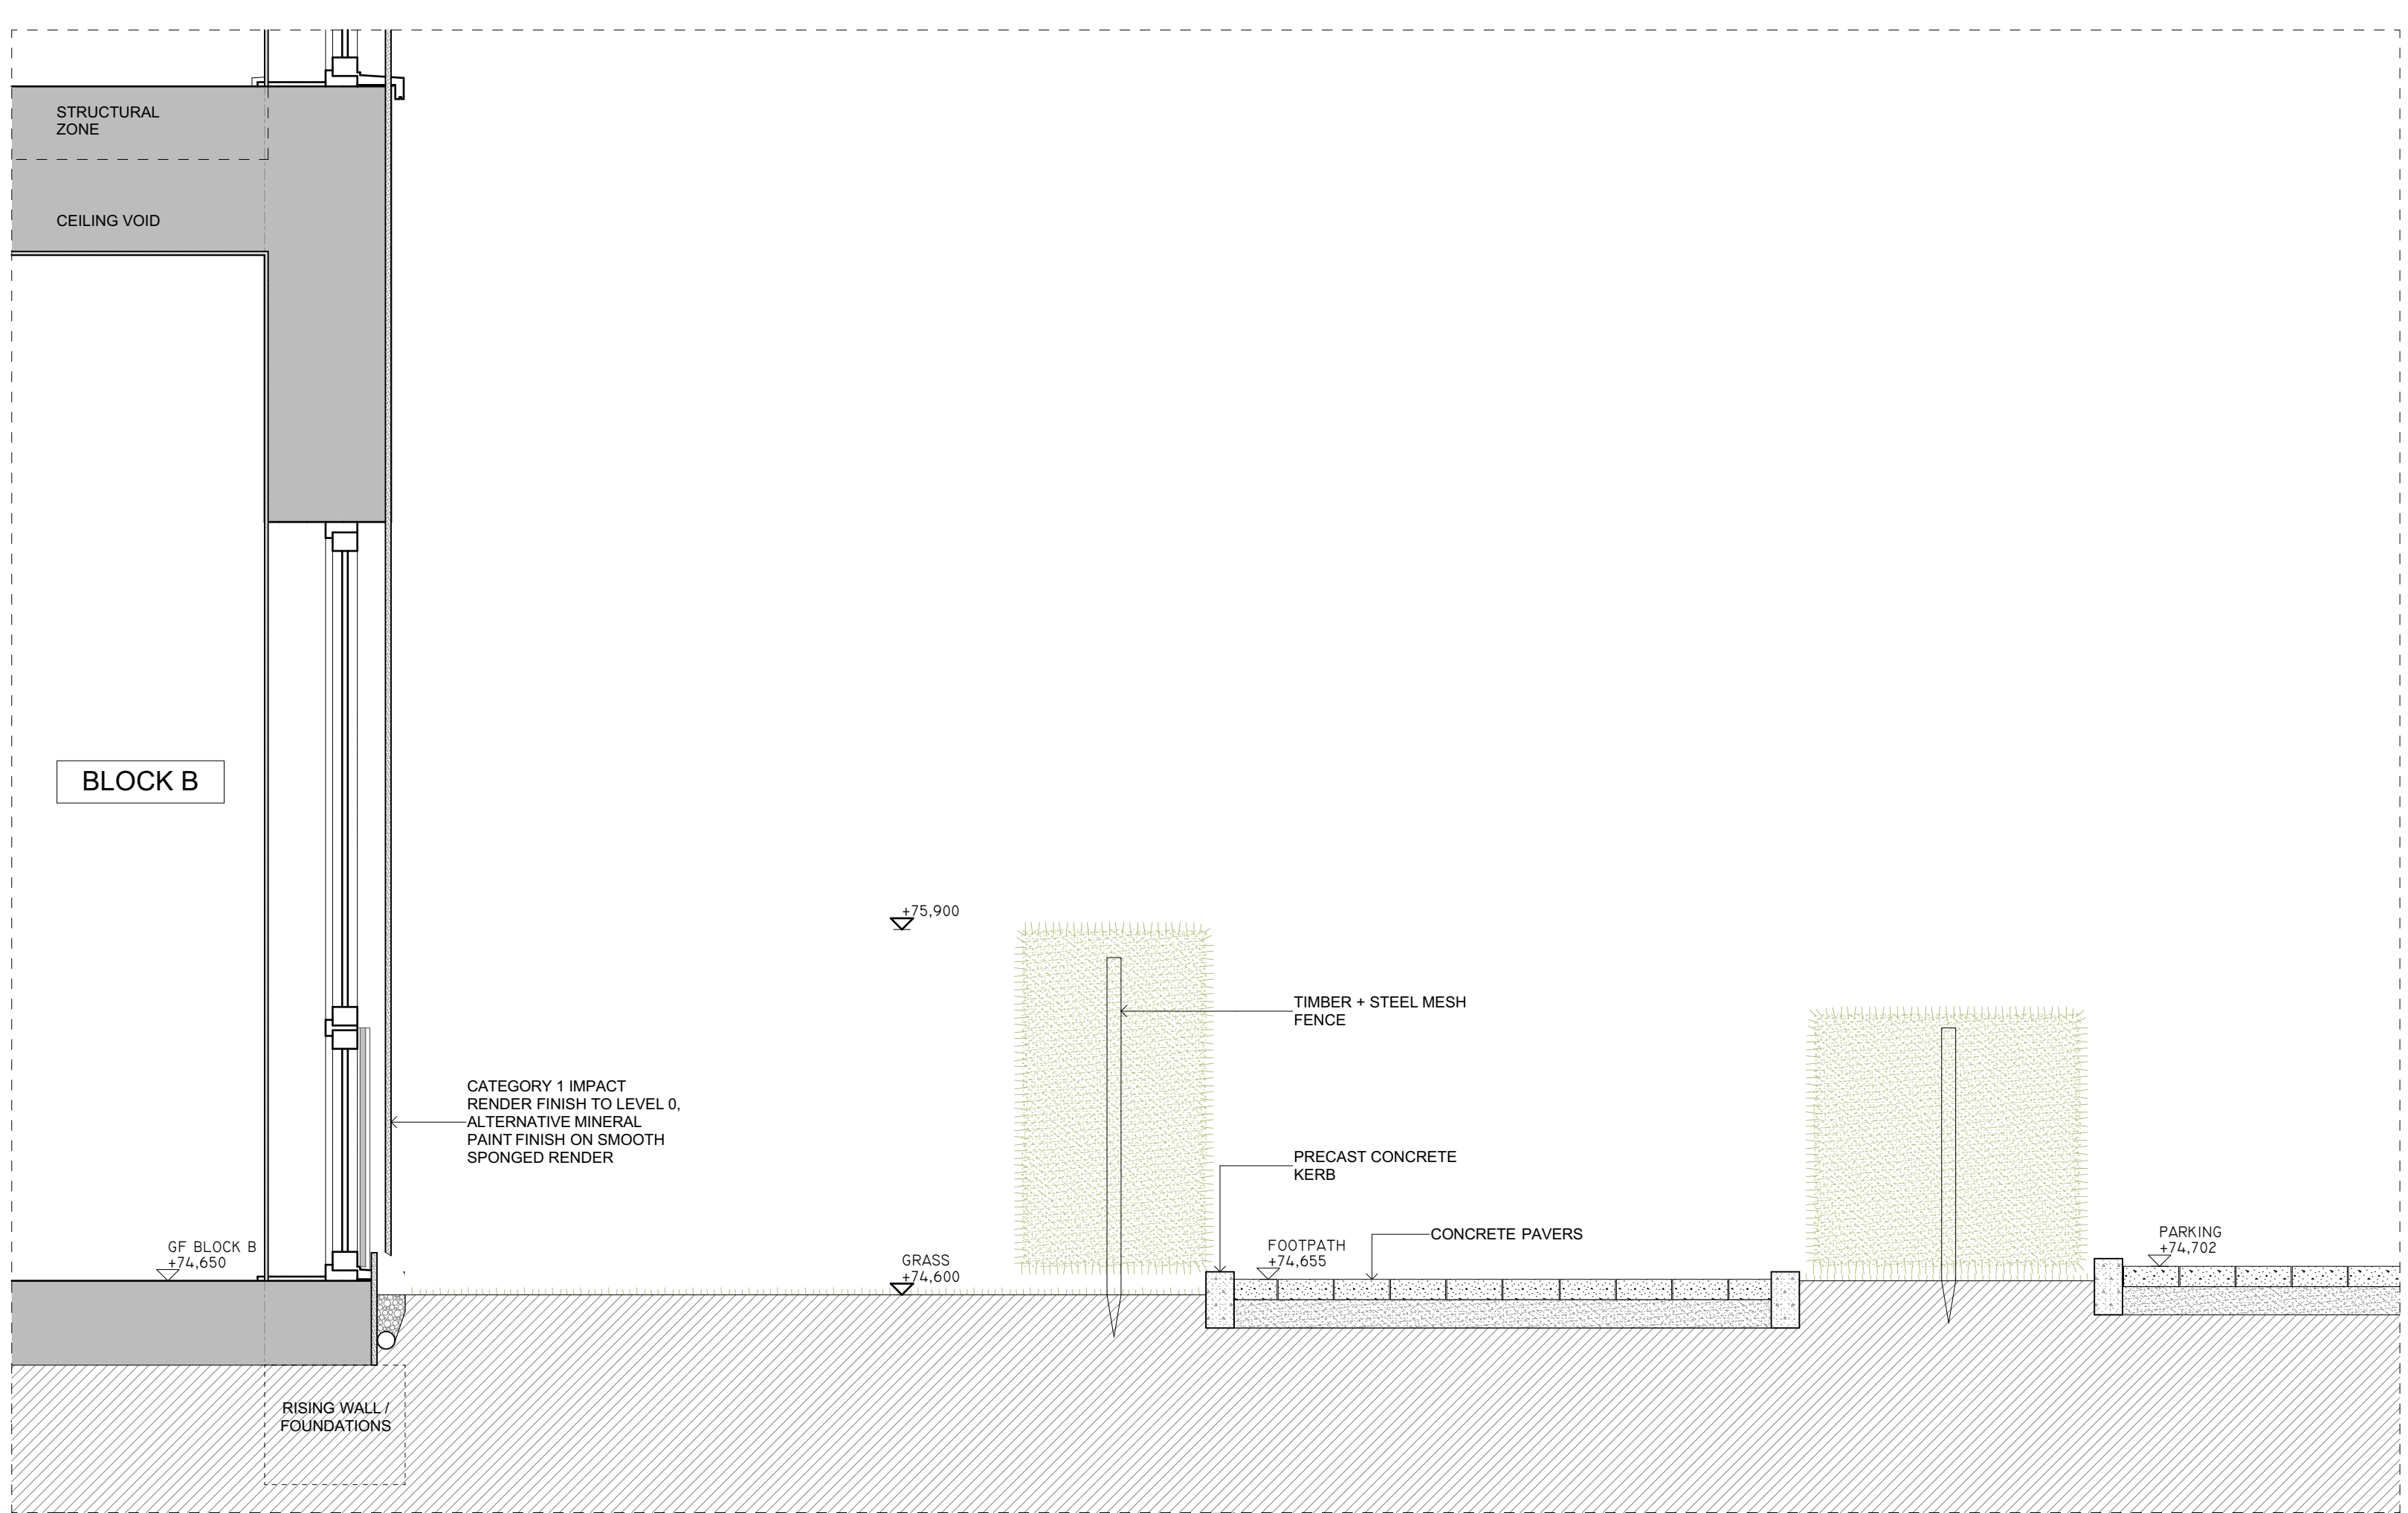 STRUCTURAL
ZONE
CEILING VOID
BLOCK B
+75,900
TIMBER + STEEL MESH
FENCE
CATEGORY 1 IMPACT
RENDER FINISH TO LEVEL 0,
ALTERNATIVE MINERAL
PAINT FINISH ON SMOOTH
SPONGED RENDER
PRECAST CONCRETE
KERB
CONCRETE PAVERS
GF BLOCK B
+74,650
GRASS
+74,600
FOOTPATH
+74,655
PARKING
+74,702
RISING WALL /
FOUNDATIONS